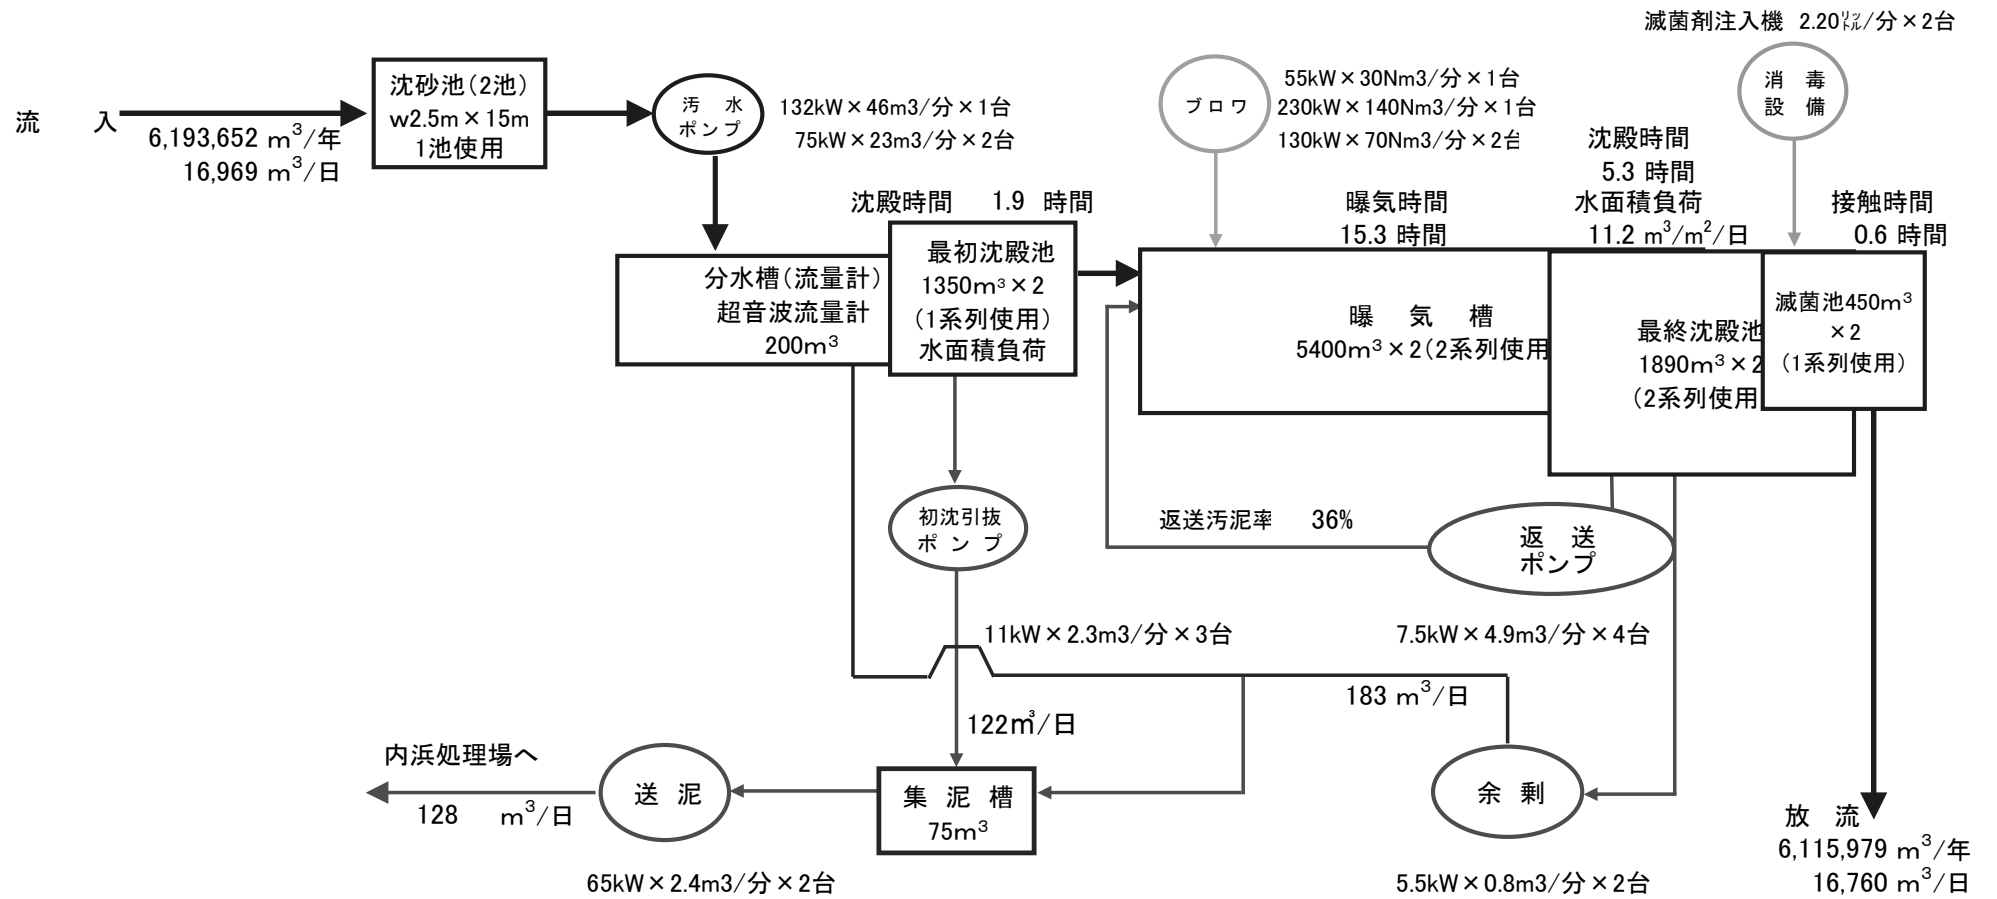 滅菌剤注入機 2.20㍑/分×2台
流 入
6,193,652 m³/年
16,969 m³/日
沈砂池(2池)
w2.5m×15m
1池使用
汚 水
ポンプ
132kW×46m3/分×1台
75kW×23m3/分×2台
ブロワ
55kW×30Nm3/分×1台
230kW×140Nm3/分×1台
130kW×70Nm3/分×2台
消 毒
設 備
沈殿時間 1.9 時間
曝気時間
15.3 時間
沈殿時間
5.3 時間
水面積負荷
11.2 m³/m²/日
接触時間
0.6 時間
分水槽(流量計)
超音波流量計
200m³
最初沈殿池
1350m³×2
(1系列使用)
水面積負荷
曝 気 槽
5400m³×2(2系列使用
最終沈殿池
1890m³×2
(2系列使用
滅菌池450m³
×2
(1系列使用)
初沈引抜
ポ ン プ
返送汚泥率 36%
返 送
ポンプ
11kW×2.3m3/分×3台
7.5kW×4.9m3/分×4台
183 m³/日
122m³/日
内浜処理場へ
128 m³/日
送 泥
集 泥 槽
75m³
余 剰
65kW×2.4m3/分×2台
5.5kW×0.8m3/分×2台
放 流
6,115,979 m³/年
16,760 m³/日